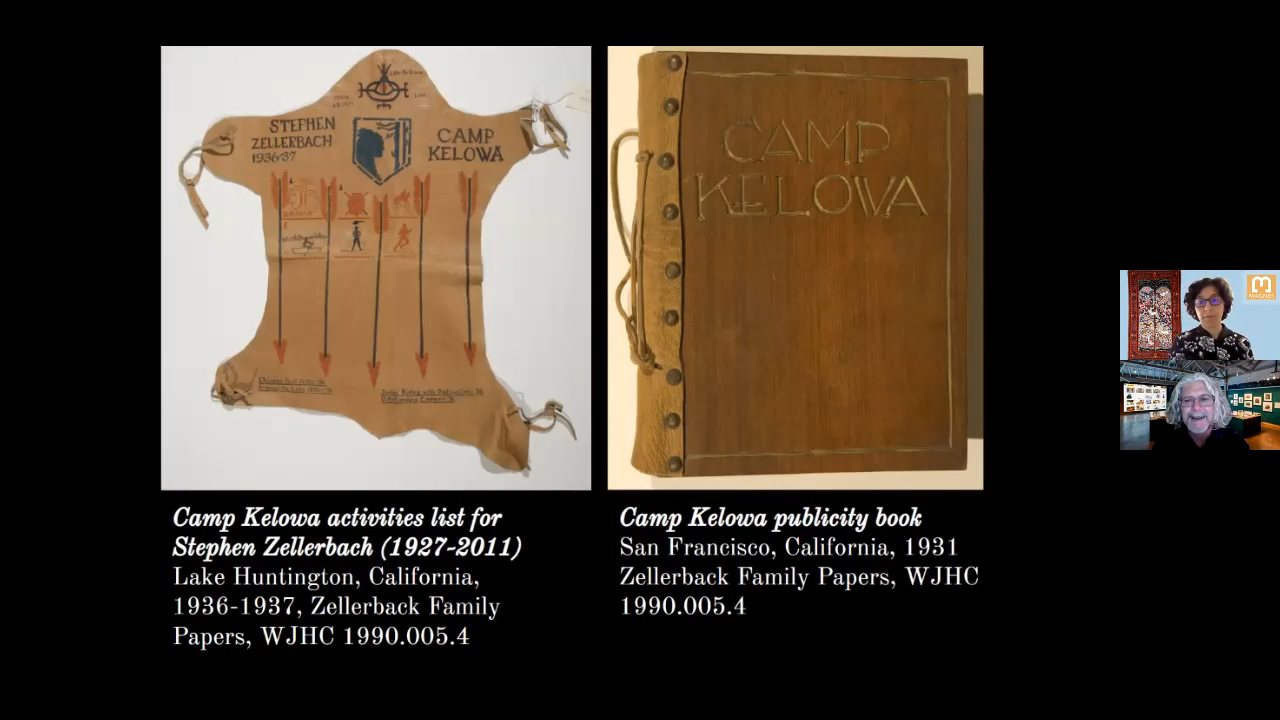 STEPHEN
ZELLERBACH
1936-37
CAMP
KELOWA
CAMP
KELOWA
Camp Kelowa activities list for
Stephen Zellerbach (1927-2011)
Lake Huntington, California,
1936-1937, Zellerback Family
Papers, WJHC 1990.005.4
Camp Kelowa publicity book
San Francisco, California, 1931
Zellerback Family Papers, WJHC
1990.005.4
MAGNES